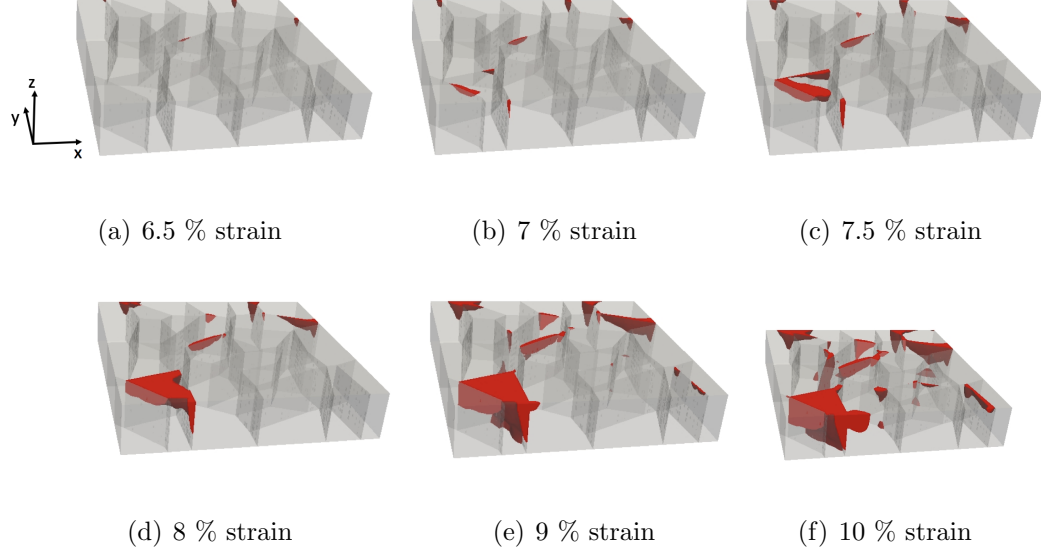 z
y
x
(a) 6.5 % strain
(b) 7 % strain
(c) 7.5 % strain
(d) 8 % strain
(e) 9 % strain
(f) 10 % strain